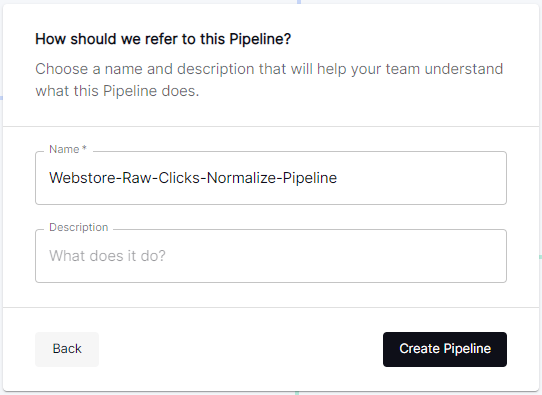 How should we refer to this Pipeline?
Choose a name and description that will help your team understand
what this Pipeline does.
Name *
Webstore-Raw-Clicks-Normalize-Pipeline
Description
What does it do?
Back
Create Pipeline